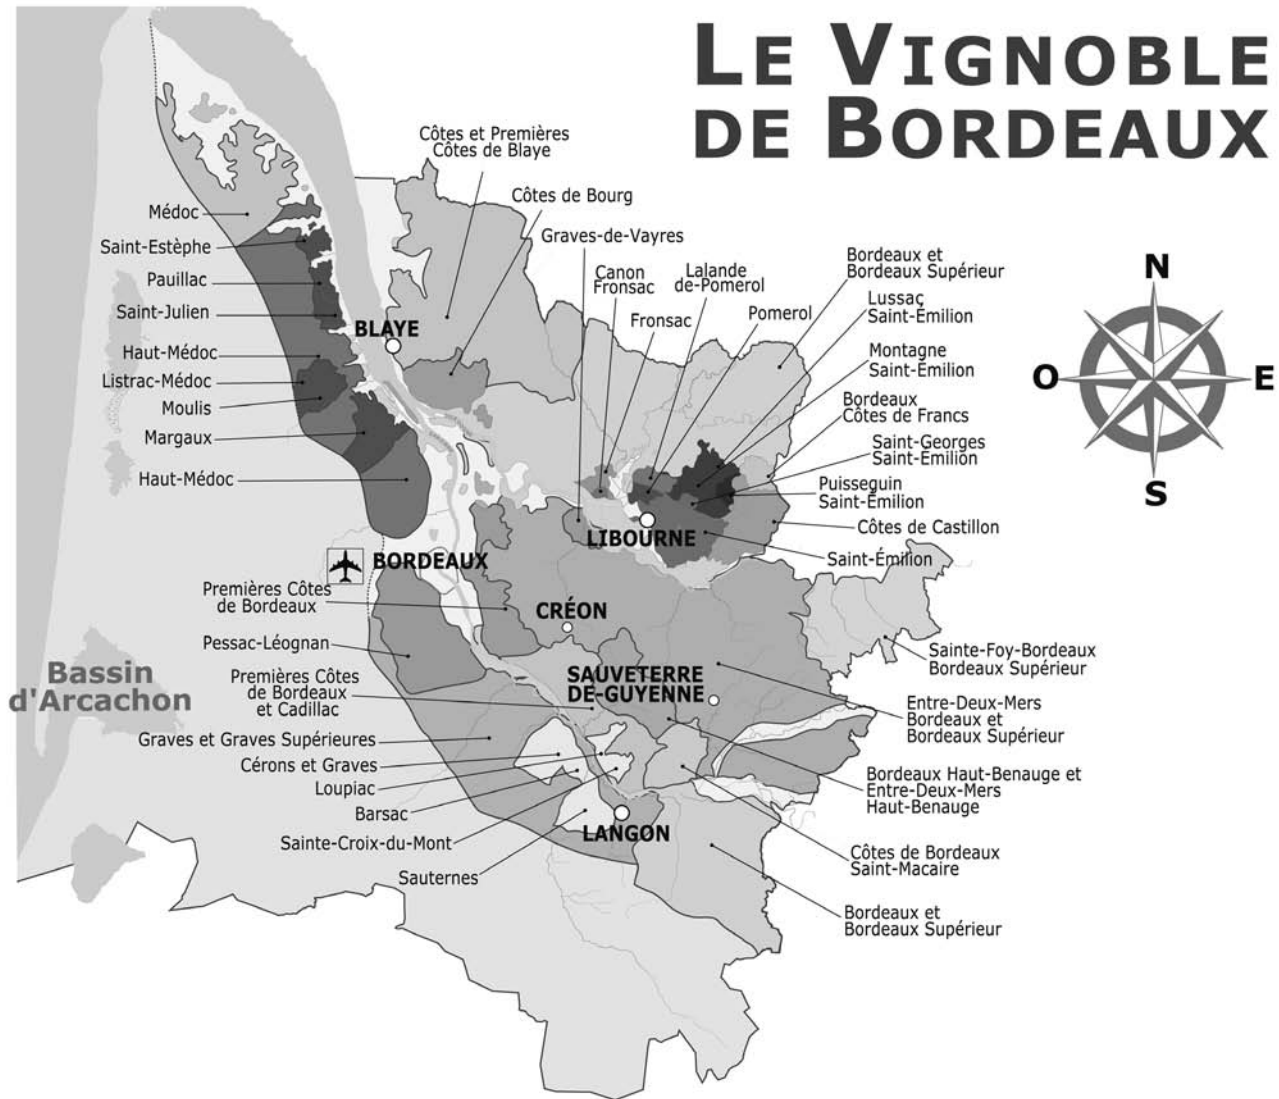 LE VIGNOBLE
DE BORDEAUX
Côtes et Premières
Côtes de Blaye
Côtes de Bourg
Graves-de-Vayres
Canon
Fronsac
Fronsac
Lalande
de-Pomerol
Pomerol
Bordeaux et
Bordeaux Supérieur
Lussac
Saint-Émilion
Montagne
Saint-Émilion
Bordeaux
Côtes de Francs
Saint-Georges
Saint-Émilion
Puisseguin
Saint-Émilion
Côtes de Castillon
Saint-Émilion
N
O
E
S
Médoc
Saint-Estèphe
Pauillac
Saint-Julien
Haut-Médoc
Listrac-Médoc
Moulis
Margaux
Haut-Médoc
BLAYE
LIBOURNE
BORDEAUX
CRÉON
SAUVETERRE
DE-GUYENNE
LANGON
Premières Côtes
de Bordeaux
Pessac-Léognan
Premières Côtes
de Bordeaux
et Cadillac
Graves et Graves Supérieures
Cérons et Graves
Loupiac
Barsac
Sainte-Croix-du-Mont
Sauternes
Bassin
d'Arcachon
Sainte-Foy-Bordeaux
Bordeaux Supérieur
Entre-Deux-Mers
Bordeaux et
Bordeaux Supérieur
Bordeaux Haut-Benauge et
Entre-Deux-Mers
Haut-Benauge
Côtes de Bordeaux
Saint-Macaire
Bordeaux et
Bordeaux Supérieur